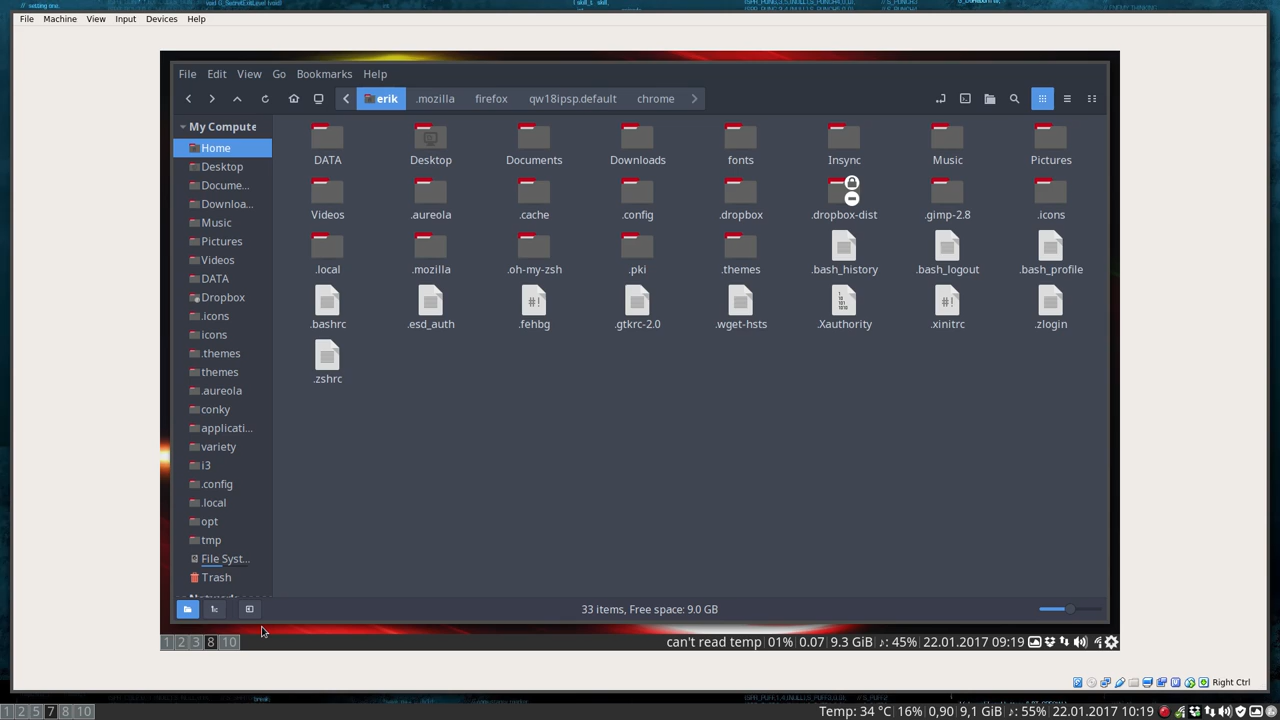 File Machine View Input Devices Help
File Edit View Go Bookmarks Help
erik .mozilla firefox qw18ipsp.default chrome
My Compute
Home
Desktop
Docume...
Downloa...
Music
Pictures
Videos
DATA
Dropbox
.icons
icons
.themes
themes
.aureola
conky
applicati...
variety
i3
.config
.local
opt
tmp
File Syst...
Trash
DATA Desktop Documents Downloads fonts Insync Music Pictures
Videos .aureola .cache .config .dropbox .dropbox-dist .gimp-2.8 .icons
.local .mozilla .oh-my-zsh .pki .themes .bash_history .bash_logout .bash_profile
.bashrc .esd_auth .fehbg .gtkrc-2.0 .wget-hsts .Xauthority .xinitrc .zlogin
.zshrc
33 items, Free space: 9.0 GB
1 2 3 8 10 can't read temp 01% 0.07 9.3 GiB ♪: 45% 22.01.2017 09:19
Right Ctrl
1 2 5 7 8 10 Temp: 34 °C 16% 0,90 9,1 GiB ♪: 55% 22.01.2017 10:19